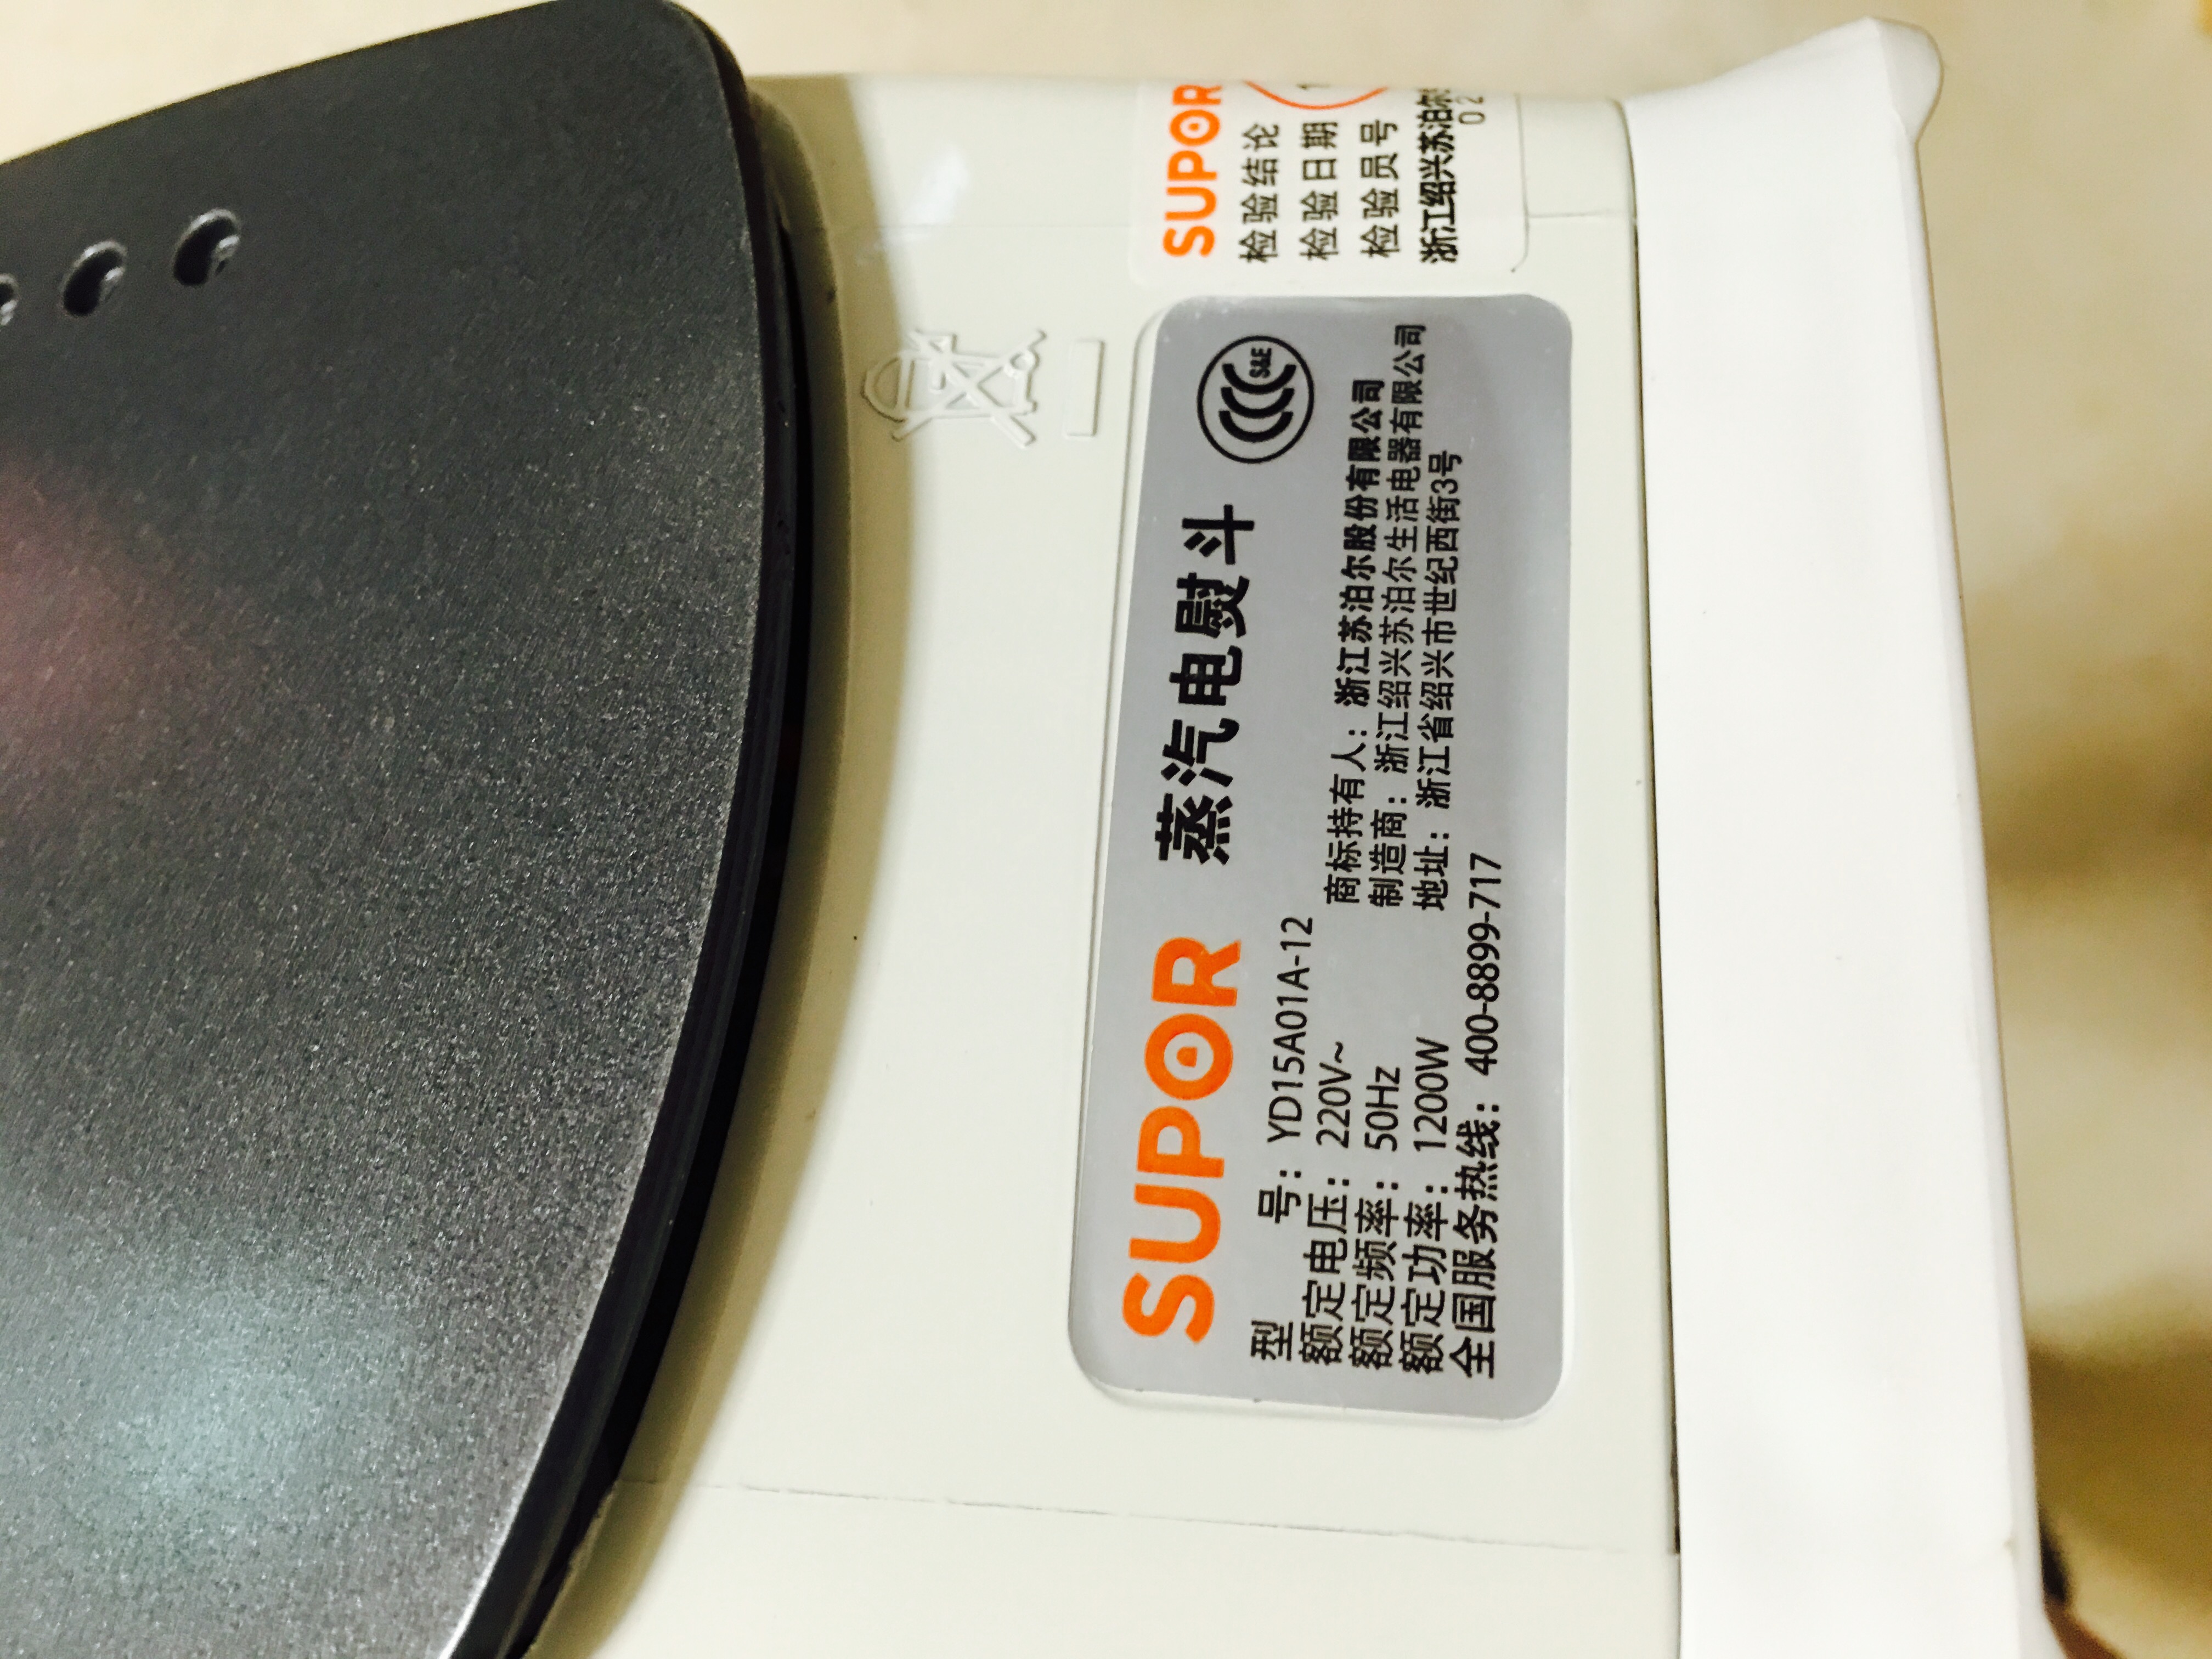 SUPOR 蒸汽电熨斗
S&E
型 号: YD15A01A-12
额定电压: 220V~
额定频率: 50Hz
额定功率: 1200W
全国服务热线: 400-8899-717
商标持有人: 浙江苏泊尔股份有限公司
制造商: 浙江绍兴苏泊尔生活电器有限公司
地址: 浙江省绍兴市世纪西街3号
SUPOR
检验结论
检验日期
检验员号
浙江绍兴苏泊尔